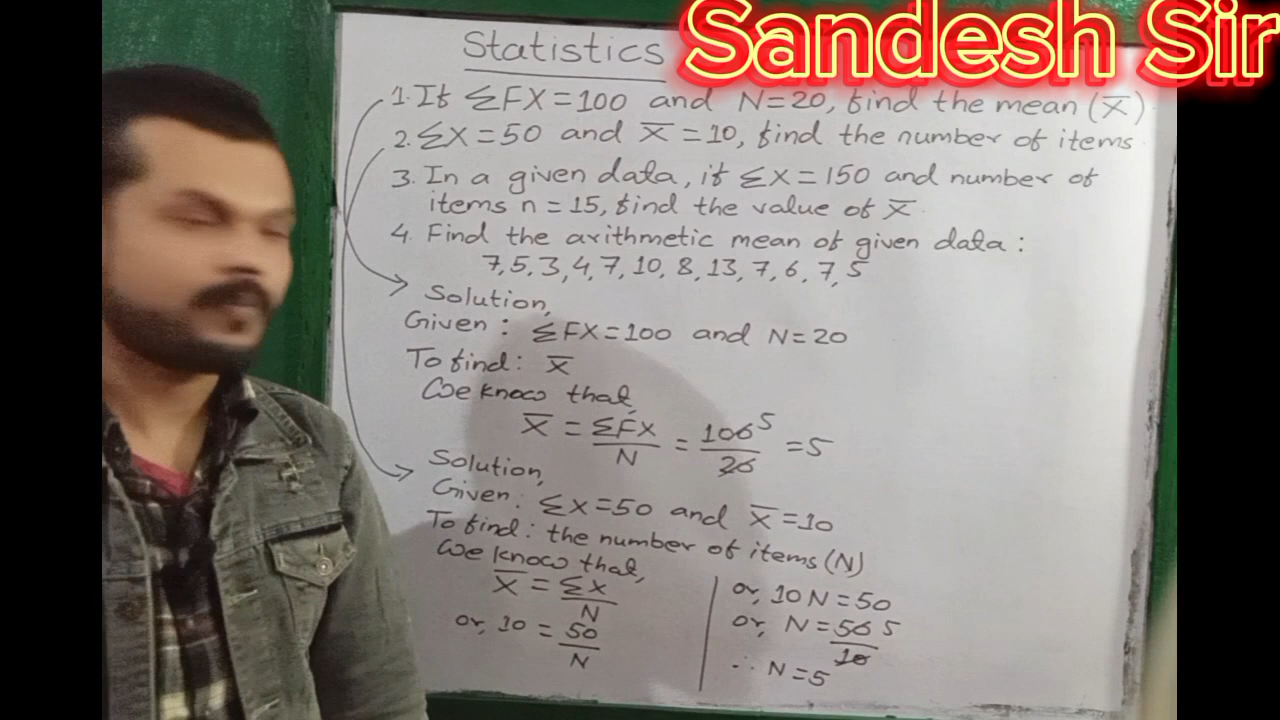 Statistics
Sandesh Sir
1. If ΣFX=100 and N=20, find the mean (X̅)
2. ΣX=50 and X̅=10, find the number of items
3. In a given data, if ΣX=150 and number of
items n=15, find the value of X̅.
4. Find the arithmetic mean of given data:
7,5,3,4,7,10,8,13,7,6,7,5
Solution,
Given: ΣFX=100 and N=20
To find: X̅
We know that,
X̅ = ΣFX/N = 100/20 5 = 5
Solution,
Given: ΣX=50 and X̅=10
To find: the number of items (N)
We know that,
X̅ = ΣX/N
or, 10 = 50/N
or, 10N=50
or, N=50/10 5
∴ N=5